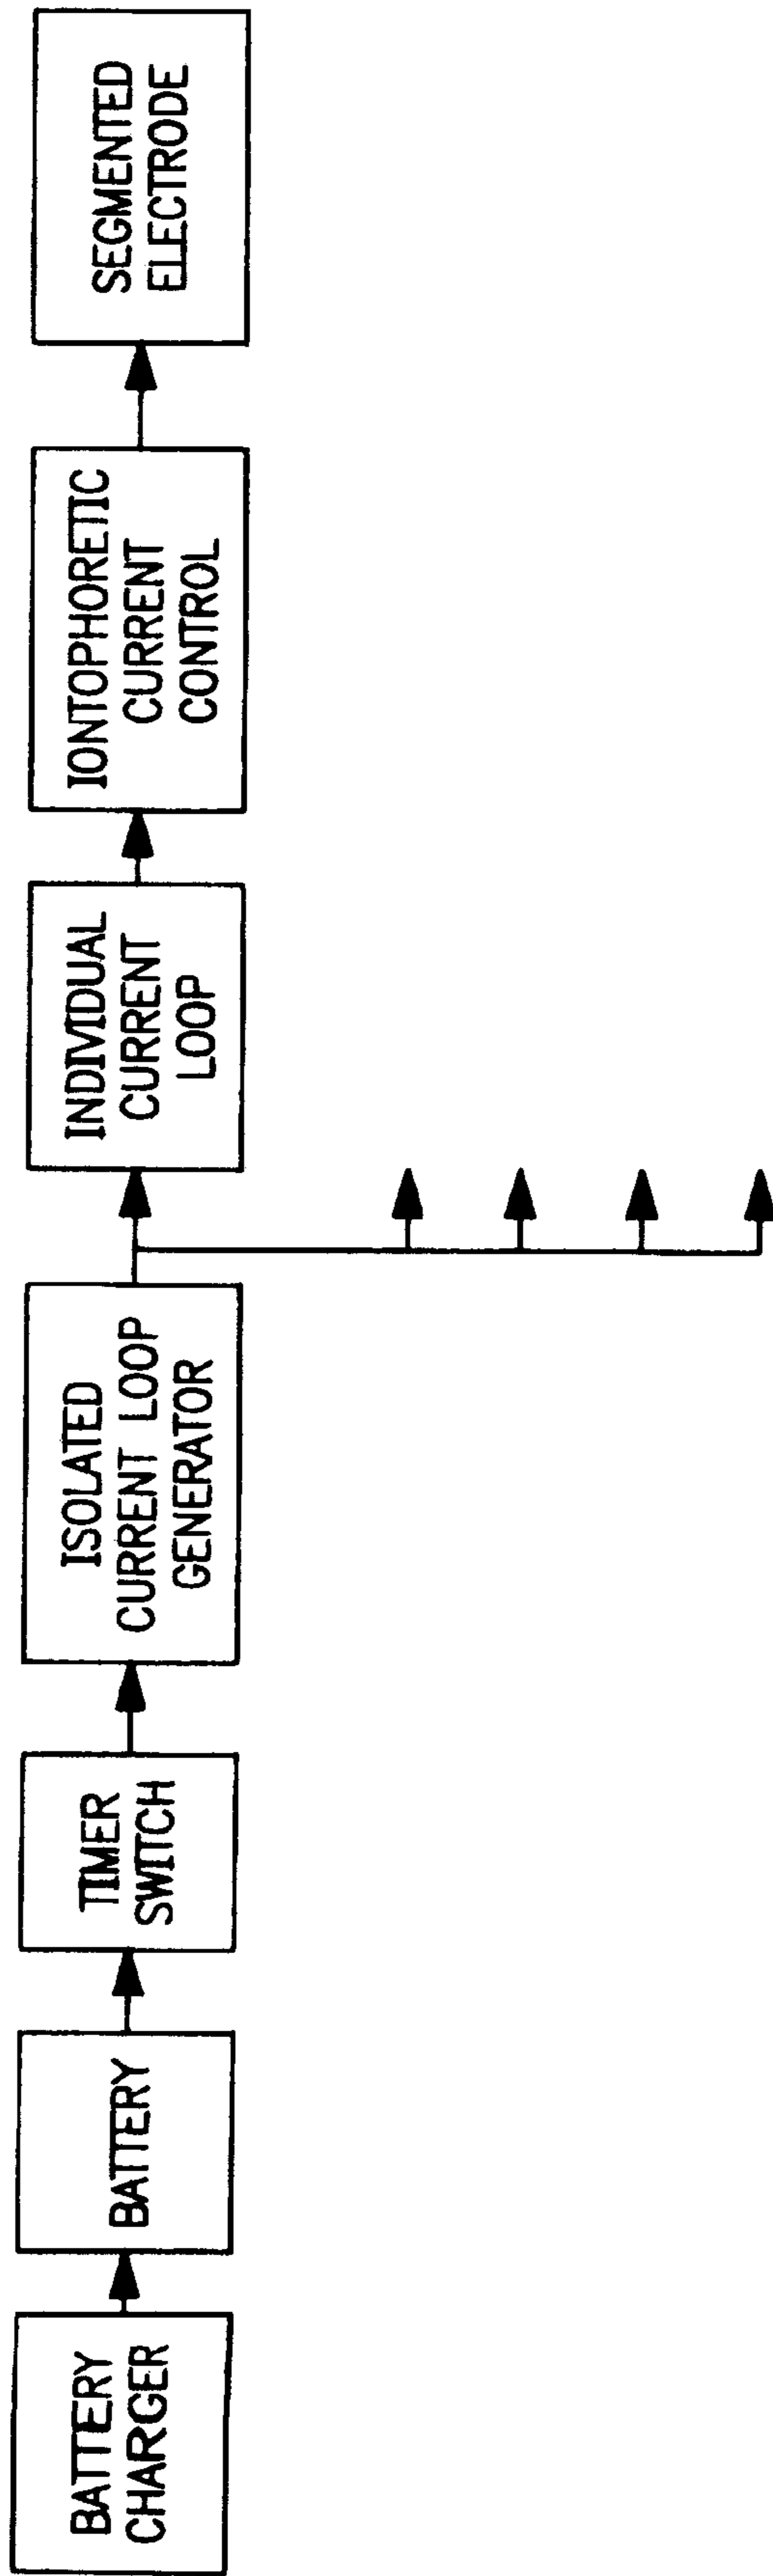 BATTERY
CHARGER
BATTERY
TIMER
SWITCH
ISOLATED
CURRENT LOOP
GENERATOR
INDIVIDUAL
CURRENT
LOOP
IONTOPHORETIC
CURRENT
CONTROL
SEGMENTED
ELECTRODE